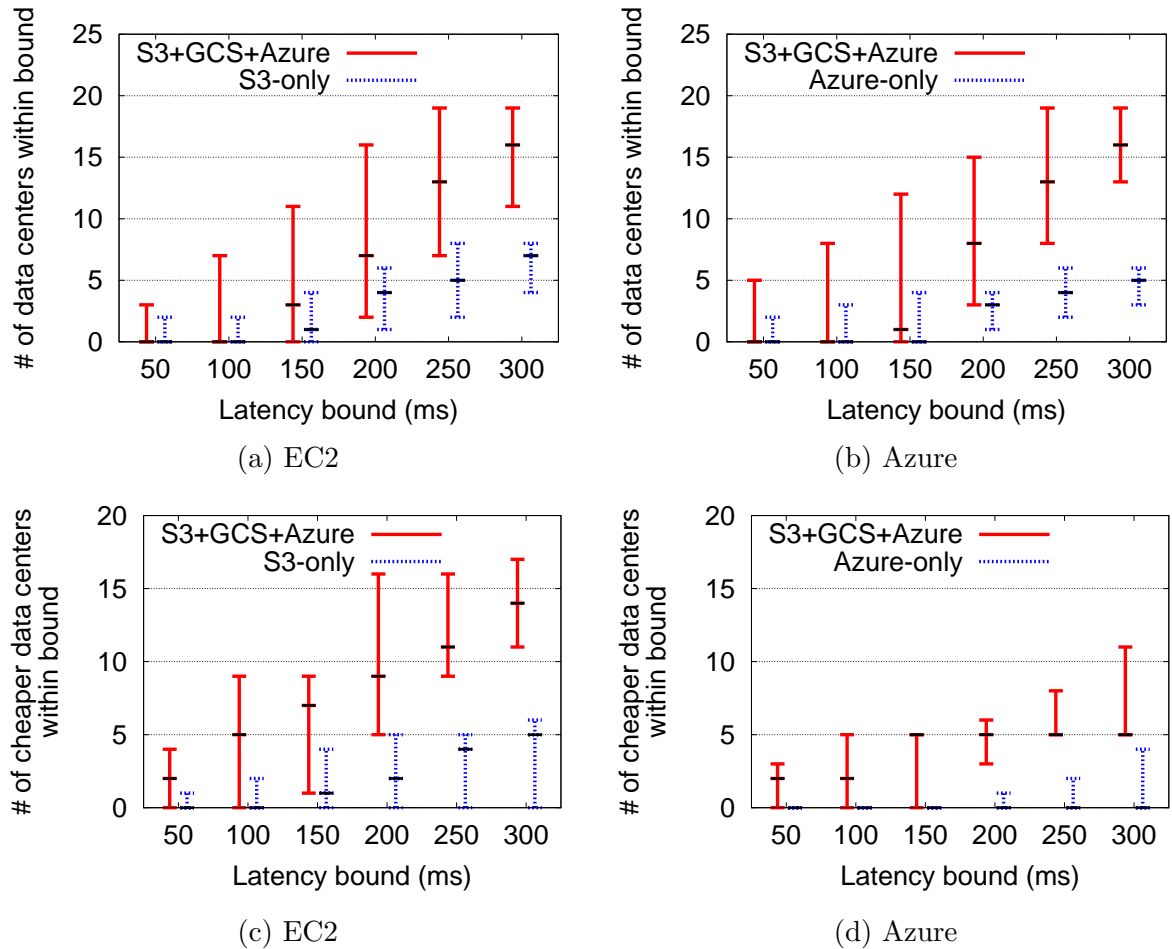 # of data centers within bound
25
20
15
10
5
0
S3+GCS+Azure
S3-only
50 100 150 200 250 300
Latency bound (ms)
(a) EC2
# of data centers within bound
25
20
15
10
5
0
S3+GCS+Azure
Azure-only
50 100 150 200 250 300
Latency bound (ms)
(b) Azure
# of cheaper data centers
within bound
20
15
10
5
0
S3+GCS+Azure
S3-only
50 100 150 200 250 300
Latency bound (ms)
(c) EC2
# of cheaper data centers
within bound
20
15
10
5
0
S3+GCS+Azure
Azure-only
50 100 150 200 250 300
Latency bound (ms)
(d) Azure